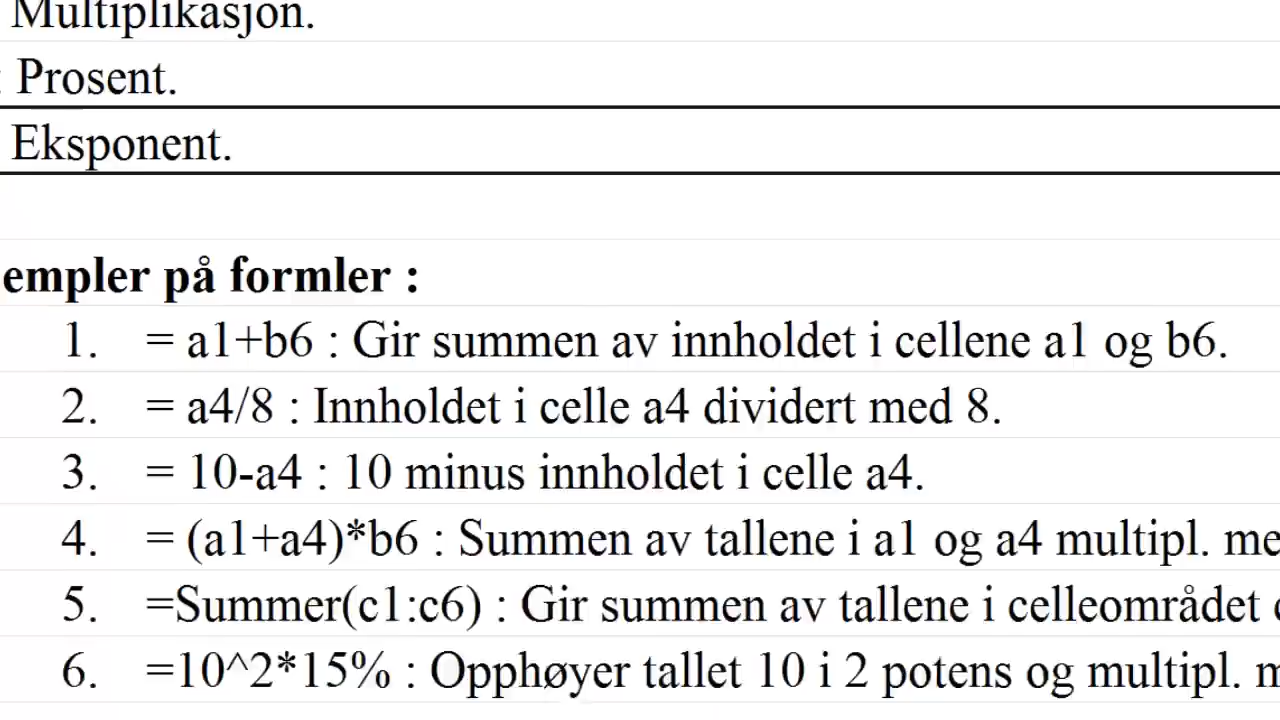 Multiplikasjon.
: Prosent.
Eksponent.
empler på formler :
1. = a1+b6 : Gir summen av innholdet i cellene a1 og b6.
2. = a4/8 : Innholdet i celle a4 dividert med 8.
3. = 10-a4 : 10 minus innholdet i celle a4.
4. = (a1+a4)*b6 : Summen av tallene i a1 og a4 multipl. me
5. =Summer(c1:c6) : Gir summen av tallene i celleområdet
6. =10^2*15% : Opphøyer tallet 10 i 2 potens og multipl. m